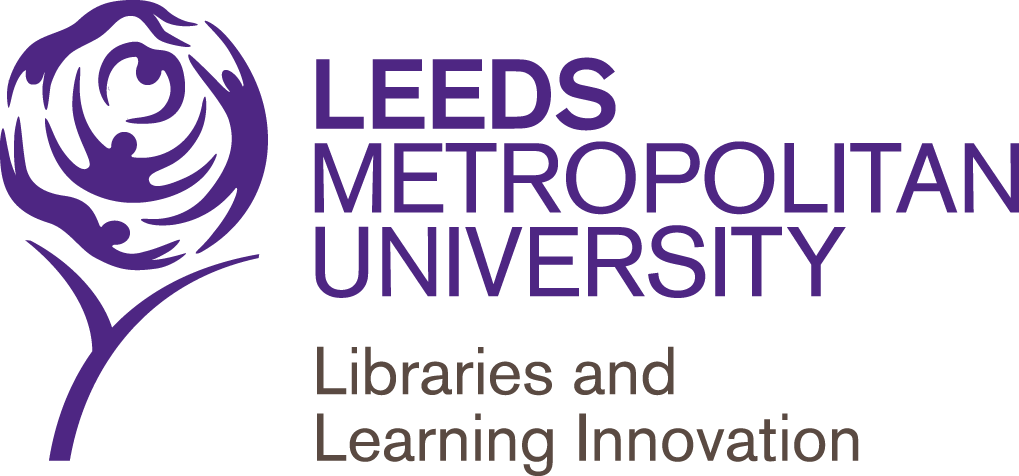 LEEDS
METROPOLITAN
UNIVERSITY
Libraries and
Learning Innovation